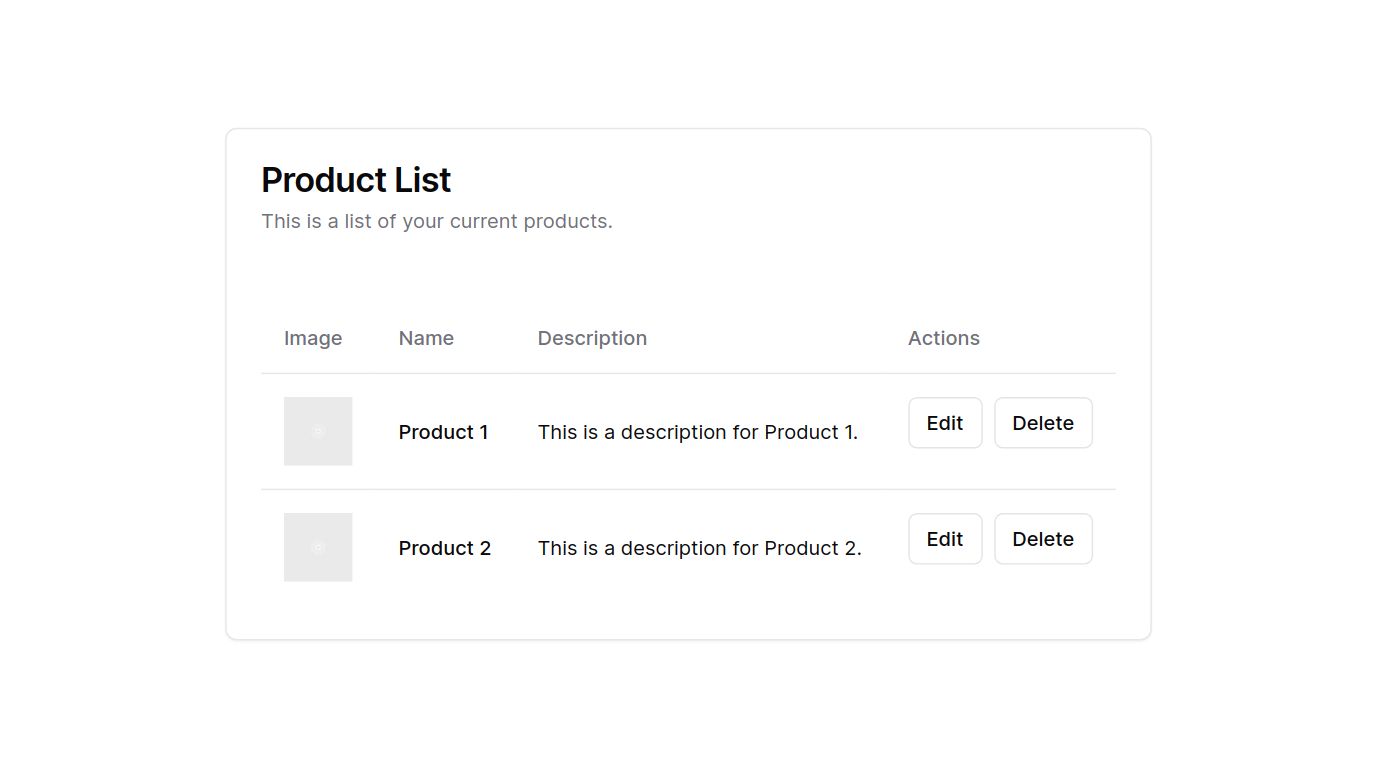 Product List
This is a list of your current products.
Image Name Description Actions
Product 1 This is a description for Product 1. Edit Delete
Product 2 This is a description for Product 2. Edit Delete